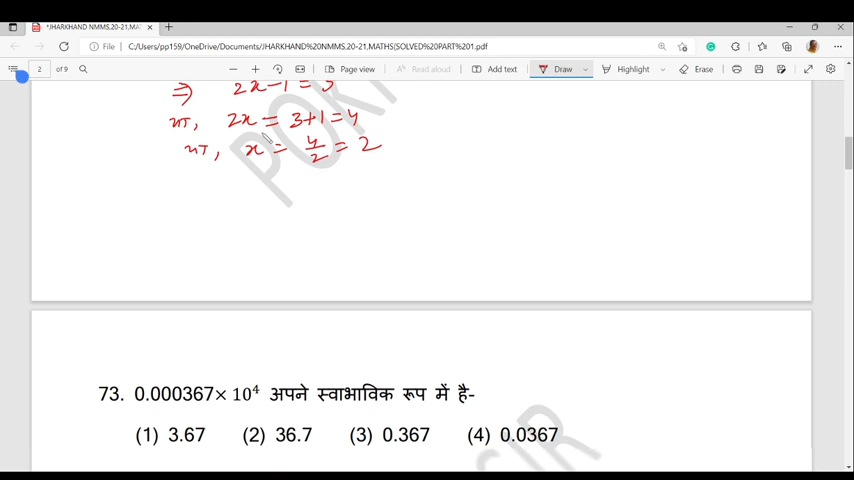 *JHARKHAND NMMS,20-21,MAT
File C:/Users/pp159/OneDrive/Documents/JHARKHAND%20NMMS,20-21,MATHS(SOLVED%20PART%201.pdf
2 of 9 Page view Read aloud Add text Draw Highlight Erase
⇒ 2x-1 = 3
या, 2x = 3+1 = 4
या, x = 4/2 = 2
POKH
73. 0.000367× 10⁴ अपने स्वाभाविक रूप में है-
(1) 3.67 (2) 36.7 (3) 0.367 (4) 0.0367
SIR